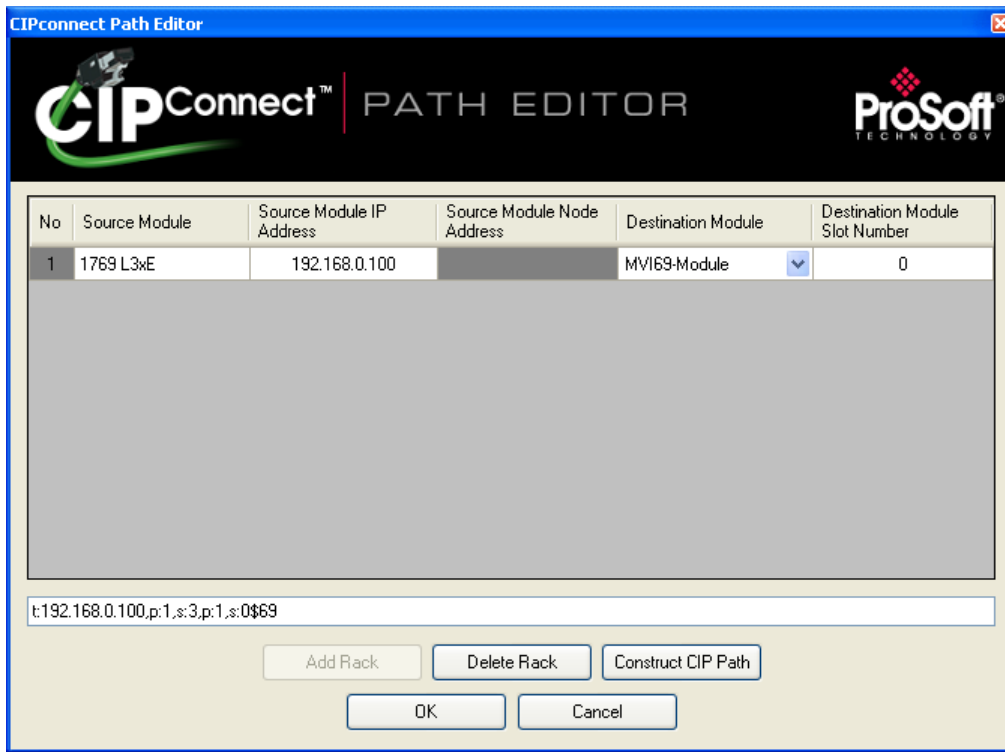 CIPconnect Path Editor
CIPConnect™ PATH EDITOR
ProSoft®
TECHNOLOGY
No Source Module Source Module IP Address Source Module Node Address Destination Module Destination Module Slot Number
1 1769 L3xE 192.168.0.100 MVI69-Module 0
t:192.168.0.100,p:1,s:3,p:1,s:0$69
Add Rack Delete Rack Construct CIP Path
OK Cancel